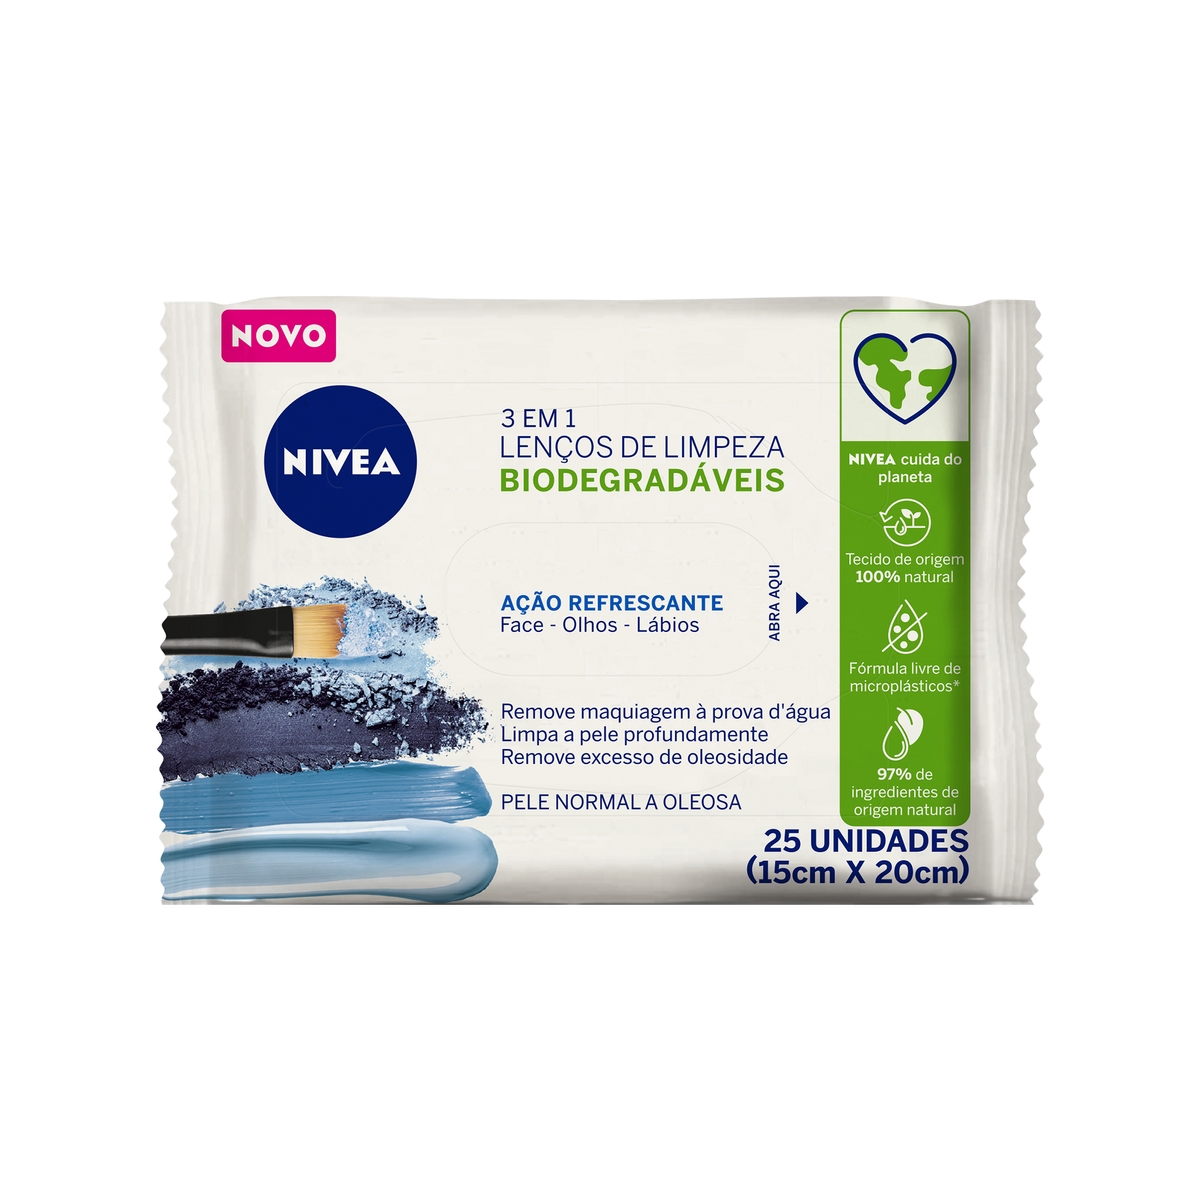 NOVO
NIVEA
3 EM 1
LENÇOS DE LIMPEZA
BIODEGRADÁVEIS
AÇÃO REFRESCANTE
Face - Olhos - Lábios
ABRA AQUI
Remove maquiagem à prova d'água
Limpa a pele profundamente
Remove excesso de oleosidade
PELE NORMAL A OLEOSA
NIVEA cuida do
planeta
Tecido de origem
100% natural
Fórmula livre de
microplásticos*
97% de
ingredientes de
origem natural
25 UNIDADES
(15cm X 20cm)